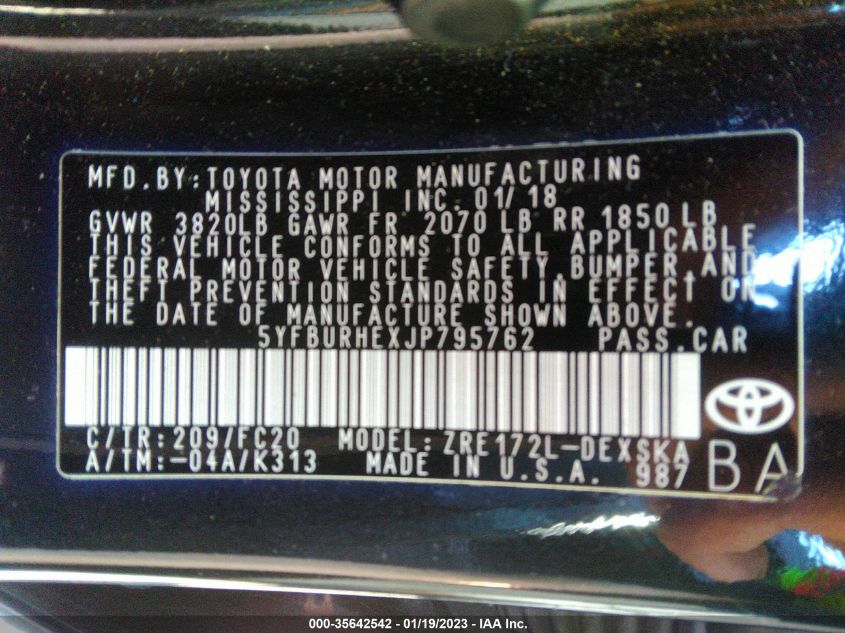 MFD.BY:TOYOTA MOTOR MANUFACTURING
MISSISSIPPI INC. 01/18
GVWR 3820LB GAWR FR 2070 LB RR 1850 LB
THIS VEHICLE CONFORMS TO ALL APPLICABLE
FEDERAL MOTOR VEHICLE SAFETY,BUMPER,AND
THEFT PREVENTION STANDARDS IN EFFECT ON
THE DATE OF MANUFACTURE SHOWN ABOVE.
5YFBURHEXJP795762 PASS.CAR
C/TR:209/FC20 MODEL:ZRE172L-DEXSKA
A/TM:-04A/K313 MADE IN U.S.A. 987 BA
000-35642542 - 01/19/2023 - IAA Inc.